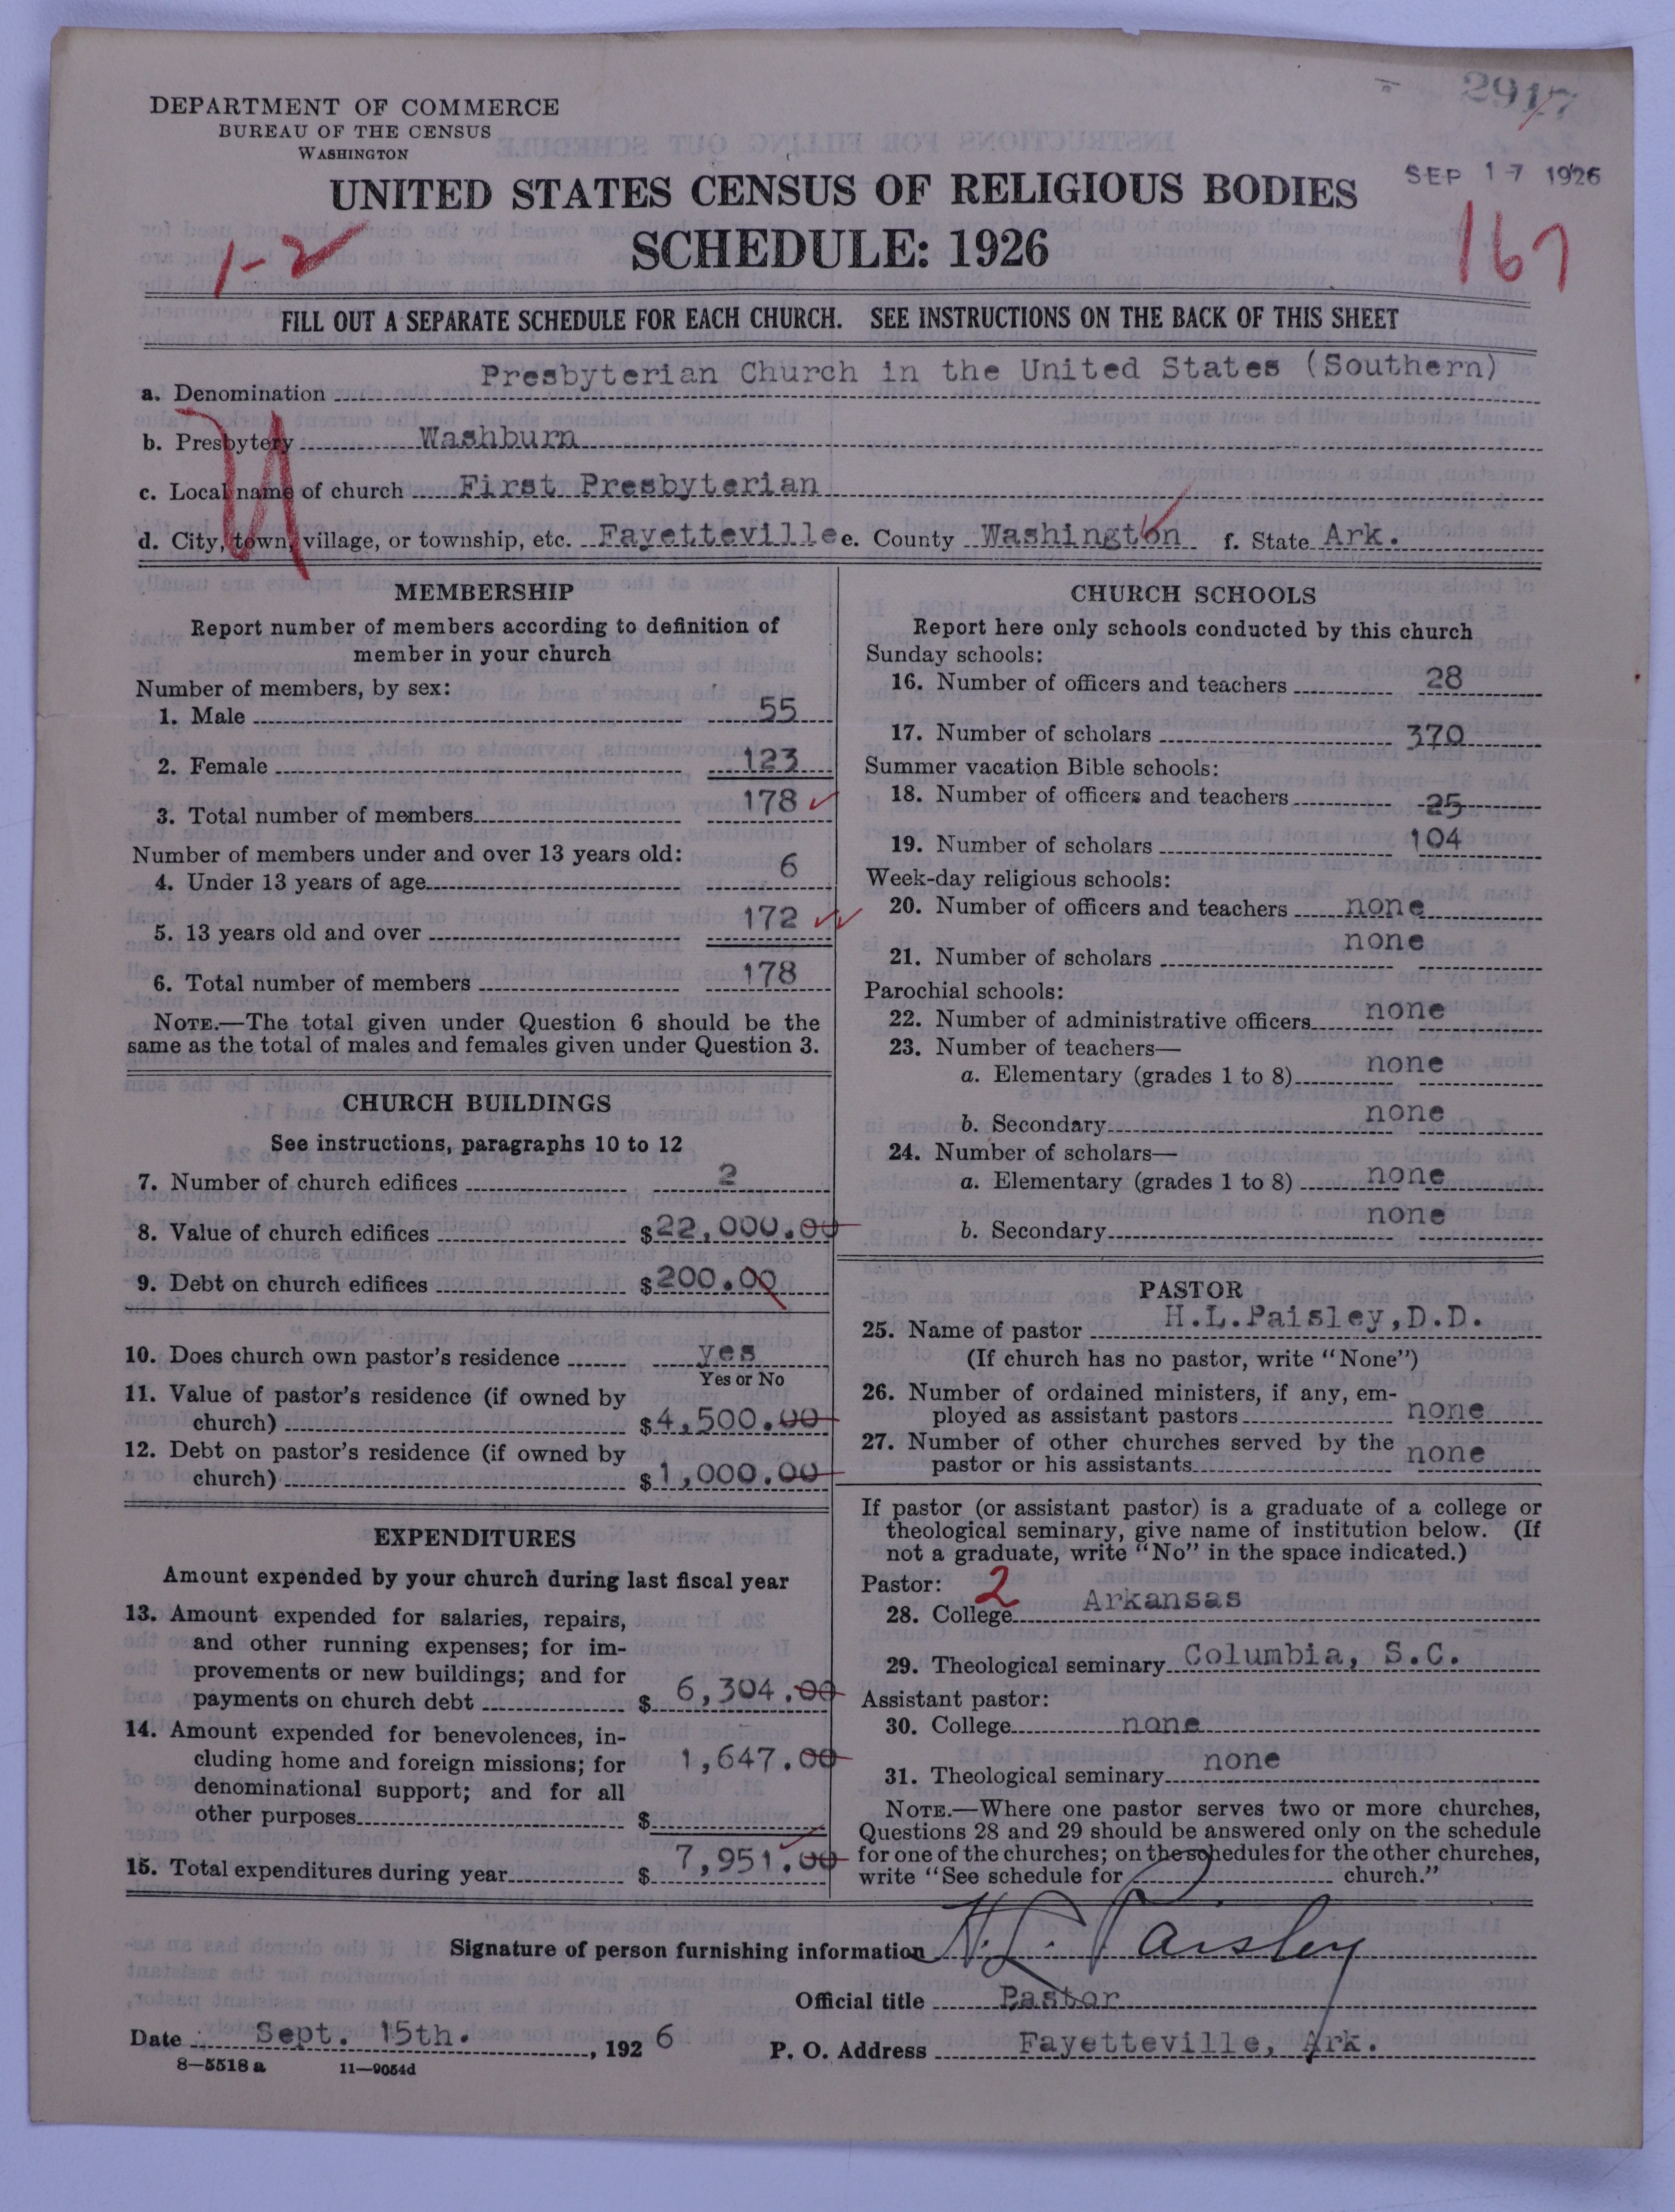 2917
DEPARTMENT OF COMMERCE
BUREAU OF THE CENSUS
WASHINGTON
SEP 17 1926
UNITED STATES CENSUS OF RELIGIOUS BODIES
SCHEDULE: 1926
1-2
167
FILL OUT A SEPARATE SCHEDULE FOR EACH CHURCH. SEE INSTRUCTIONS ON THE BACK OF THIS SHEET
a. Denomination Presbyterian Church in the United States (Southern)
b. Presbytery Washburn
c. Local name of church First Presbyterian
d. City, town, village, or township, etc. Fayetteville e. County Washington f. State Ark.
MEMBERSHIP
Report number of members according to definition of
member in your church
Number of members, by sex:
1. Male 55
2. Female 123
3. Total number of members 178
Number of members under and over 13 years old:
4. Under 13 years of age 6
5. 13 years old and over 172
6. Total number of members 178
NOTE.—The total given under Question 6 should be the
same as the total of males and females given under Question 3.
CHURCH BUILDINGS
See instructions, paragraphs 10 to 12
7. Number of church edifices 2
8. Value of church edifices $22,000.00
9. Debt on church edifices $200.00
10. Does church own pastor's residence yes
Yes or No
11. Value of pastor's residence (if owned by
church) $4,500.00
12. Debt on pastor's residence (if owned by
church) $1,000.00
EXPENDITURES
Amount expended by your church during last fiscal year
13. Amount expended for salaries, repairs,
and other running expenses; for im-
provements or new buildings; and for
payments on church debt $ 6,304.00
14. Amount expended for benevolences, in-
cluding home and foreign missions; for 1,647.00
denominational support; and for all
other purposes $
15. Total expenditures during year $ 7,951.00
CHURCH SCHOOLS
Report here only schools conducted by this church
Sunday schools:
16. Number of officers and teachers 28
17. Number of scholars 370
Summer vacation Bible schools:
18. Number of officers and teachers 25
19. Number of scholars 104
Week-day religious schools:
20. Number of officers and teachers none
21. Number of scholars none
Parochial schools:
22. Number of administrative officers none
23. Number of teachers—
a. Elementary (grades 1 to 8) none
b. Secondary none
24. Number of scholars—
a. Elementary (grades 1 to 8) none
b. Secondary none
PASTOR
25. Name of pastor H.L.Paisley,D.D.
(If church has no pastor, write "None")
26. Number of ordained ministers, if any, em-
ployed as assistant pastors none
27. Number of other churches served by the
pastor or his assistants none
If pastor (or assistant pastor) is a graduate of a college or
theological seminary, give name of institution below. (If
not a graduate, write "No" in the space indicated.)
Pastor: 2
28. College Arkansas
29. Theological seminary Columbia, S.C.
Assistant pastor:
30. College none
31. Theological seminary none
NOTE.—Where one pastor serves two or more churches,
Questions 28 and 29 should be answered only on the schedule
for one of the churches; on the schedules for the other churches,
write "See schedule for church."
Signature of person furnishing information H. L. Paisley
Official title Pastor
Date Sept. 15th. , 1926
P. O. Address Fayetteville, Ark.
8—5518 a 11—9054d